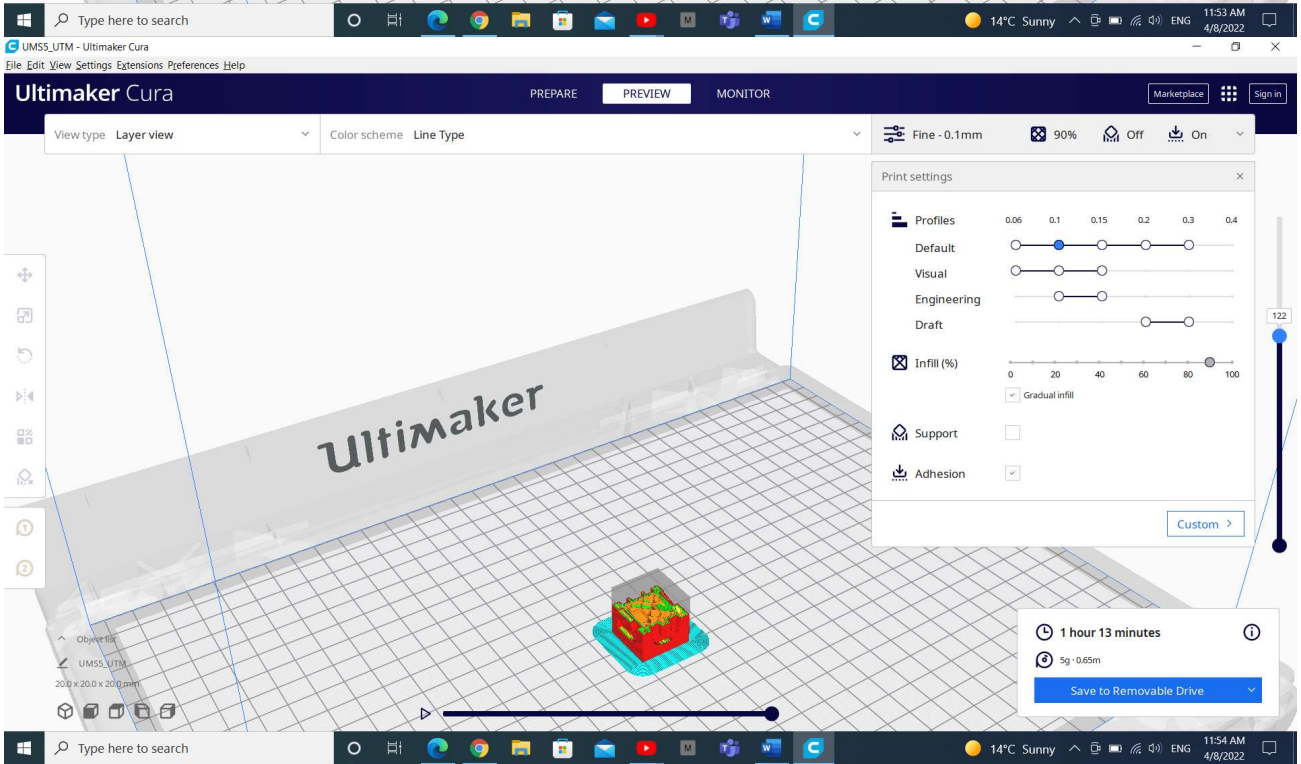 Type here to search
M
W
14°C Sunny
ENG
11:53 AM
4/8/2022
UMS5_UTM - Ultimaker Cura
File Edit View Settings Extensions Preferences Help
Ultimaker Cura
PREPARE
PREVIEW
MONITOR
Marketplace
Sign in
View type Layer view
Color scheme Line Type
Fine - 0.1mm
90%
Off
On
Print settings
Profiles
0.06 0.1 0.15 0.2 0.3 0.4
Default
Visual
Engineering
Draft
122
Infill (%)
0 20 40 60 80 100
Gradual infill
Support
Adhesion
Custom
Ultimaker
1
2
Object list
UMS5_UTM
20.0 x 20.0 x 20.0 mm
1 hour 13 minutes
5g · 0.65m
Save to Removable Drive
Type here to search
M
W
14°C Sunny
ENG
11:54 AM
4/8/2022